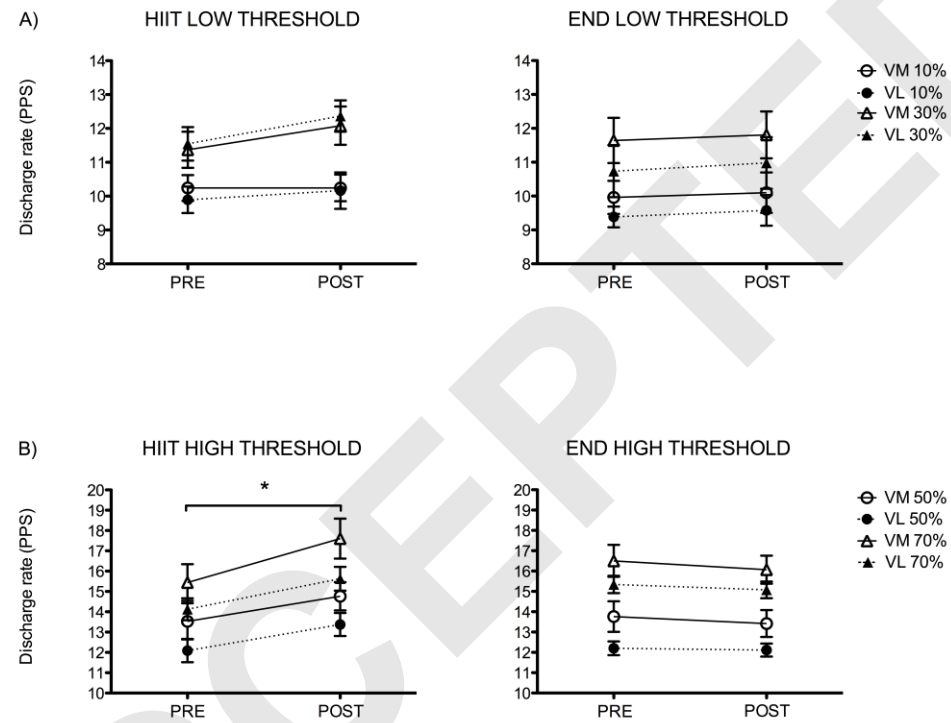 A)
HIIT LOW THRESHOLD
END LOW THRESHOLD
Discharge rate (PPS)
14
13
12
11
10
9
8
PRE
POST
14
13
12
11
10
9
8
PRE
POST
VM 10%
VL 10%
VM 30%
VL 30%
B)
HIIT HIGH THRESHOLD
END HIGH THRESHOLD
Discharge rate (PPS)
20
19
18
17
16
15
14
13
12
11
10
*
PRE
POST
20
19
18
17
16
15
14
13
12
11
10
PRE
POST
VM 50%
VL 50%
VM 70%
VL 70%
CCEPTE